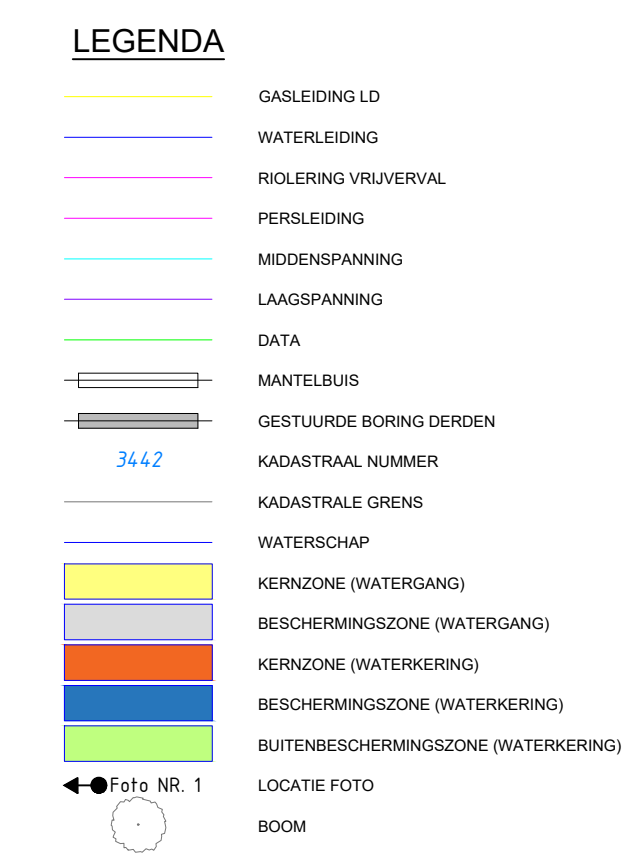 LEGENDA
GASLEIDING LD
WATERLEIDING
RIOLERING VRIJVERVAL
PERSLEIDING
MIDDENSPANNING
LAAGSPANNING
DATA
MANTELBUIS
GESTUURDE BORING DERDEN
3442 KADASTRAAL NUMMER
KADASTRALE GRENS
WATERSCHAP
KERNZONE (WATERGANG)
BESCHERMINGSZONE (WATERGANG)
KERNZONE (WATERKERING)
BESCHERMINGSZONE (WATERKERING)
BUITENBESCHERMINGSZONE (WATERKERING)
Foto NR. 1 LOCATIE FOTO
BOOM